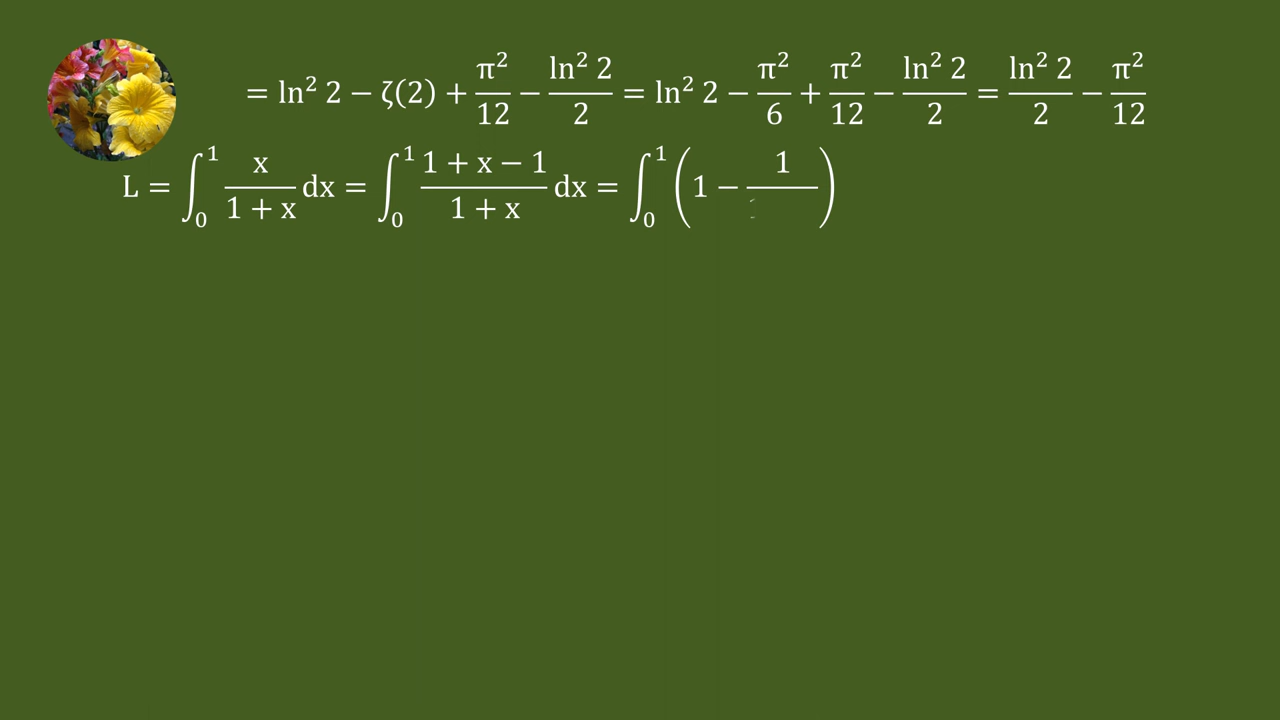 = ln² 2 − ζ(2) + π²/12 − ln² 2/2 = ln² 2 − π²/6 + π²/12 − ln² 2/2 = ln² 2/2 − π²/12
L = ∫₀¹ x/(1 + x) dx = ∫₀¹ (1 + x − 1)/(1 + x) dx = ∫₀¹ (1 − 1/ )